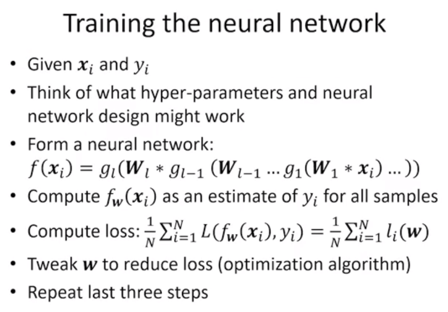 Training the neural network
• Given 𝒙ᵢ and yᵢ
• Think of what hyper-parameters and neural
network design might work
• Form a neural network:
f(𝒙ᵢ) = gₗ(𝑾ₗ * gₗ₋₁ (𝑾ₗ₋₁ … g₁(𝑾₁ * 𝒙ᵢ) … ))
• Compute f𝒘(𝒙ᵢ) as an estimate of yᵢ for all samples
• Compute loss: 1/N ∑ᵢ₌₁ᴺ L(f𝒘(𝒙ᵢ), yᵢ) = 1/N ∑ᵢ₌₁ᴺ lᵢ(𝒘)
• Tweak 𝒘 to reduce loss (optimization algorithm)
• Repeat last three steps